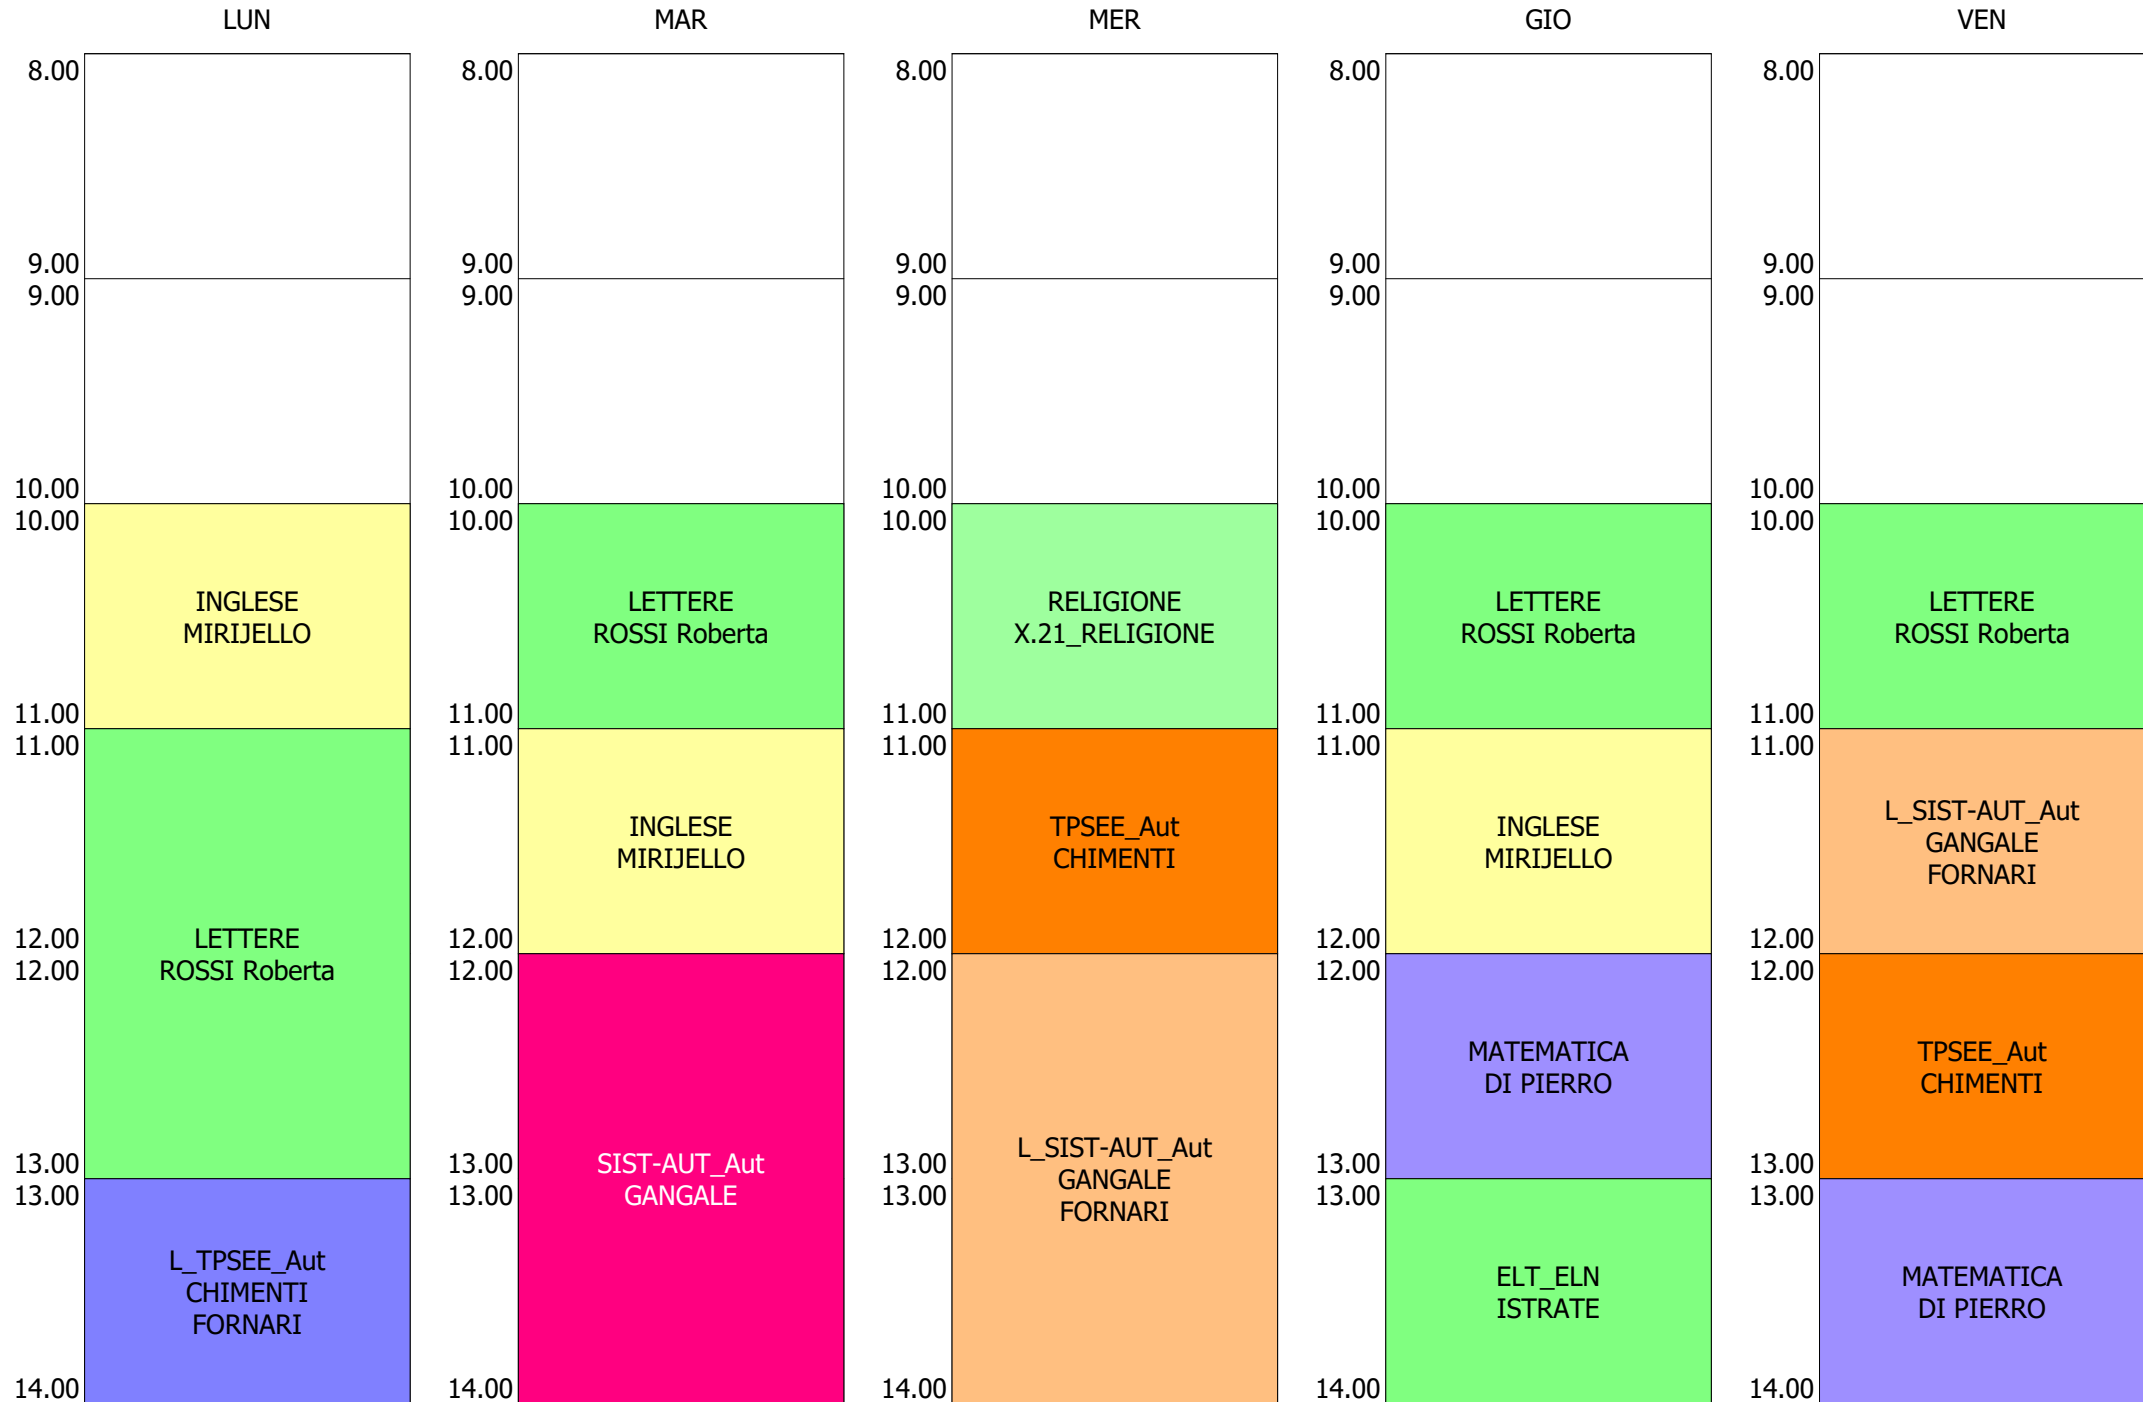 LUN
MAR
MER
GIO
VEN
8.00
9.00
9.00
10.00
10.00
INGLESE
MIRIJELLO
11.00
11.00
LETTERE
ROSSI Roberta
12.00
12.00
13.00
13.00
L_TPSEE_Aut
CHIMENTI
FORNARI
14.00
8.00
9.00
9.00
10.00
10.00
LETTERE
ROSSI Roberta
11.00
11.00
INGLESE
MIRIJELLO
12.00
12.00
SIST-AUT_Aut
GANGALE
13.00
13.00
14.00
8.00
9.00
9.00
10.00
10.00
RELIGIONE
X.21_RELIGIONE
11.00
11.00
TPSEE_Aut
CHIMENTI
12.00
12.00
L_SIST-AUT_Aut
GANGALE
FORNARI
13.00
13.00
14.00
8.00
9.00
9.00
10.00
10.00
LETTERE
ROSSI Roberta
11.00
11.00
INGLESE
MIRIJELLO
12.00
12.00
MATEMATICA
DI PIERRO
13.00
13.00
ELT_ELN
ISTRATE
14.00
8.00
9.00
9.00
10.00
10.00
LETTERE
ROSSI Roberta
11.00
11.00
L_SIST-AUT_Aut
GANGALE
FORNARI
12.00
12.00
TPSEE_Aut
CHIMENTI
13.00
13.00
MATEMATICA
DI PIERRO
14.00